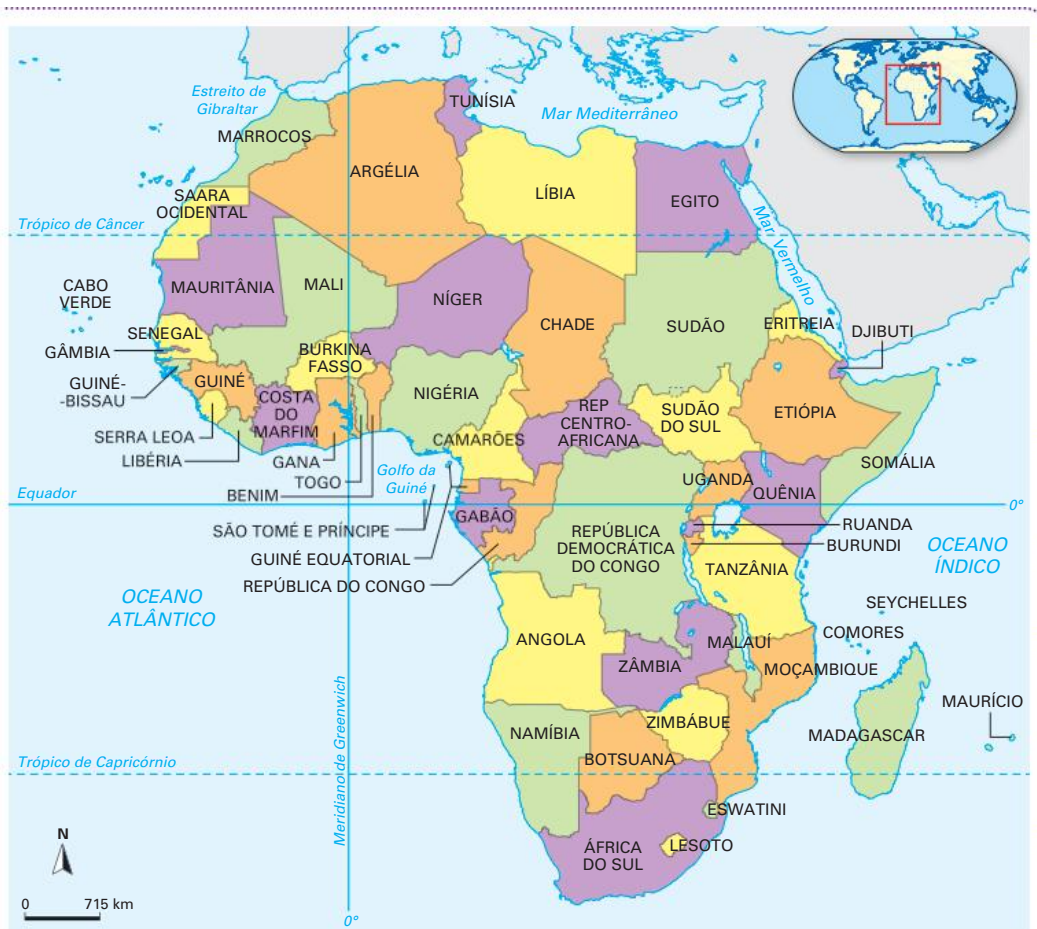 Estreito de
Gibraltar
TUNÍSIA
Mar Mediterrâneo
MARROCOS
ARGÉLIA
LÍBIA
EGITO
SAARA
OCIDENTAL
Trópico de Câncer
Mar Vermelho
CABO
VERDE
MAURITÂNIA
MALI
NÍGER
CHADE
SUDÃO
ERITREIA
DJIBUTI
SENEGAL
GÂMBIA
BURKINA
FASSO
GUINÉ-
-BISSAU
GUINÉ
COSTA
DO
MARFIM
NIGÉRIA
REP
CENTRO-
AFRICANA
SUDÃO
DO SUL
ETIÓPIA
SERRA LEOA
LIBÉRIA
GANA
TOGO
BENIM
CAMARÕES
Golfo da
Guiné
SOMÁLIA
UGANDA
QUÊNIA
Equador
0°
SÃO TOMÉ E PRÍNCIPE
GABÃO
GUINÉ EQUATORIAL
REPÚBLICA DO CONGO
REPÚBLICA
DEMOCRÁTICA
DO CONGO
RUANDA
BURUNDI
OCEANO
ÍNDICO
TANZÂNIA
OCEANO
ATLÂNTICO
SEYCHELLES
ANGOLA
COMORES
MALAUÍ
ZÂMBIA
MOÇAMBIQUE
MAURÍCIO
Meridiano de Greenwich
NAMÍBIA
ZIMBÁBUE
MADAGASCAR
BOTSUANA
Trópico de Capricórnio
ESWATINI
ÁFRICA
DO SUL
LESOTO
N
0 715 km
0°